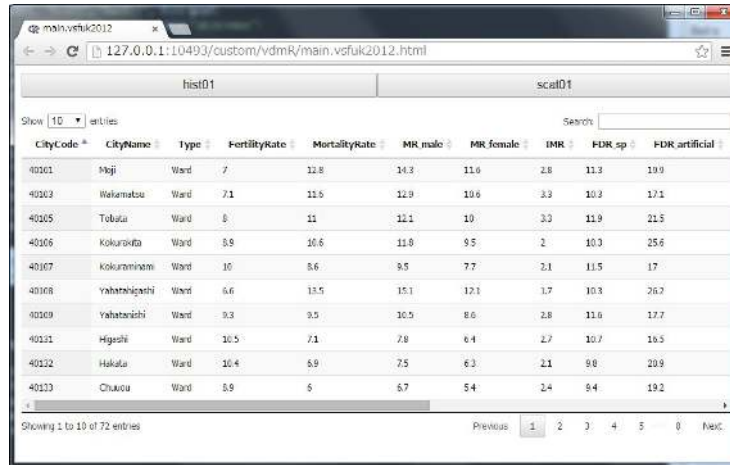 main.vsfuk2012
127.0.0.1:10493/custom/vdmR/main.vsfuk2012.html
hist01 scat01
Show 10 entries Search:
CityCode CityName Type FertilityRate MortalityRate MR_male MR_female IMR FDR_sp FDR_artificial
40101 Moji Ward 7 12.8 14.3 11.6 2.8 11.3 19.9
40103 Wakamatsu Ward 7.1 11.6 12.9 10.6 3.3 10.3 17.1
40105 Tobata Ward 8 11 12.1 10 3.3 11.9 21.5
40106 Kokurakita Ward 8.9 10.6 11.8 9.5 2 10.3 25.6
40107 Kokuraminami Ward 10 8.6 9.5 7.7 2.1 11.5 17
40108 Yahatahigashi Ward 6.6 13.5 15.1 12.1 1.7 10.3 26.2
40109 Yahatanishi Ward 9.3 9.5 10.5 8.6 2.8 11.6 17.7
40131 Higashi Ward 10.5 7.1 7.8 6.4 2.7 10.7 16.5
40132 Hakata Ward 10.4 6.9 7.5 6.3 2.1 9.8 20.9
40133 Chuuou Ward 8.9 6 6.7 5.4 2.4 9.4 19.2
Showing 1 to 10 of 72 entries Previous 1 2 3 4 5 … 8 Next